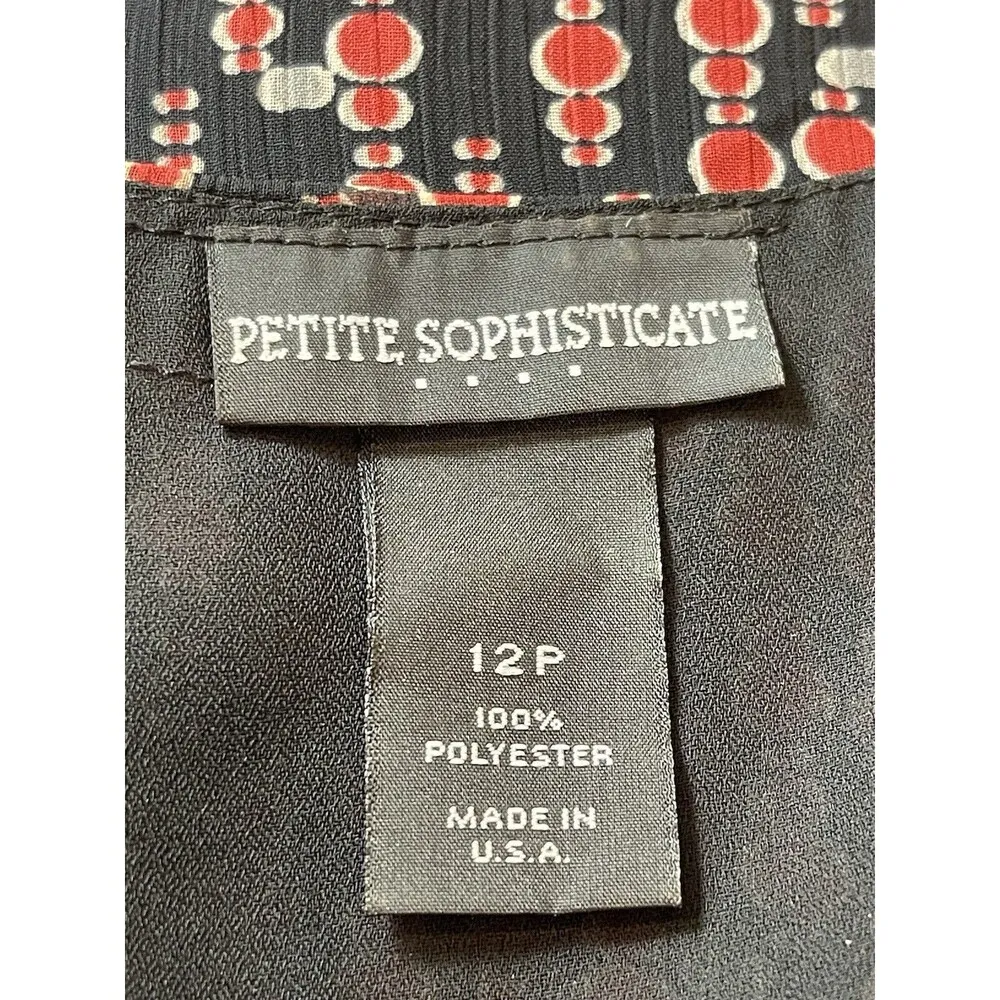 PETITE SOPHISTICATE
12P
100%
POLYESTER
MADE IN
U.S.A.